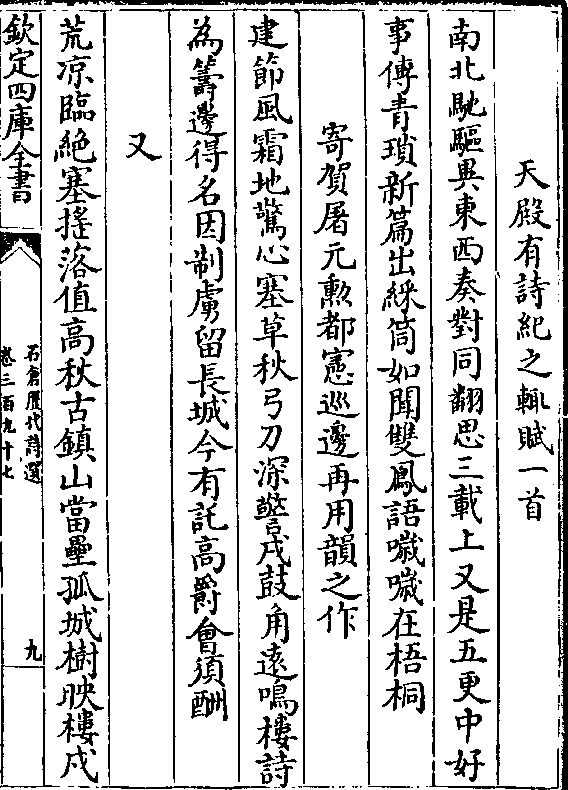 天殿有詩紀之輒賦一首
南北馳驅與東西奏對同翻思三載上又是五更中好
事傳青瑣新篇出綵筒如聞雙鳳語噦噦在梧桐
寄賀屠元勲都憲巡邊再用韻之作
建節風霜地驚心塞草秋弓刀深警戍鼓角遠鳴樓詩
為籌邊得名因制虜留長城今有託高爵會須酬
又
荒凉臨絶塞揺落值高秋古鎮山當壘孤城樹映樓戍
欽定四庫全書
石倉歴代詩選
卷三百九十七
九